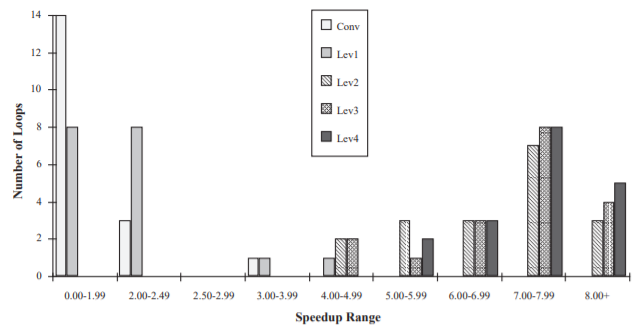 14
12
10
8
6
4
2
0
Number of Loops
Conv
Lev1
Lev2
Lev3
Lev4
0.00-1.99 2.00-2.49 2.50-2.99 3.00-3.99 4.00-4.99 5.00-5.99 6.00-6.99 7.00-7.99 8.00+
Speedup Range